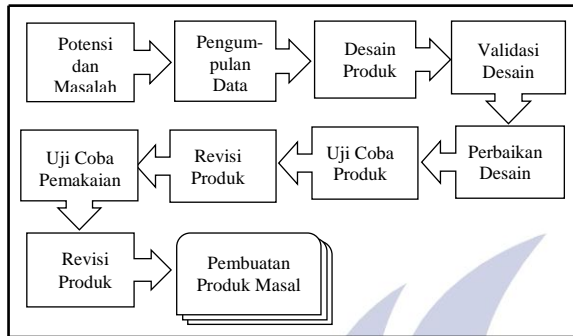 Potensi
dan
Masalah
Pengum-
pulan
Data
Desain
Produk
Validasi
Desain
Perbaikan
Desain
Uji Coba
Produk
Revisi
Produk
Uji Coba
Pemakaian
Revisi
Produk
Pembuatan
Produk Masal